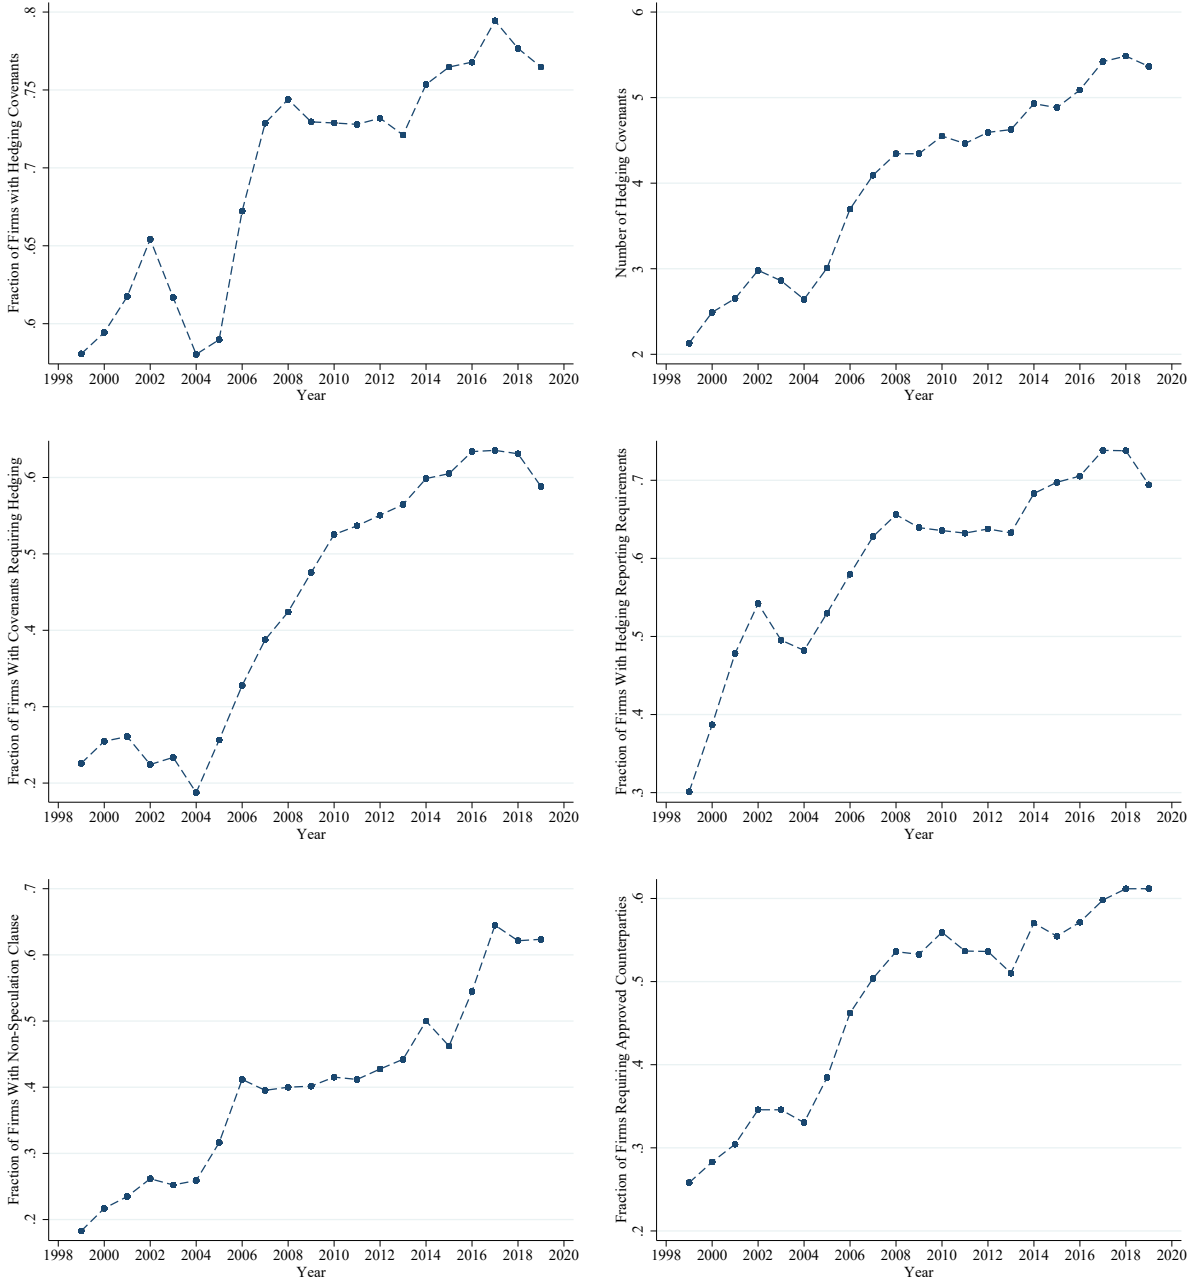 Fraction of Firms with Hedging Covenants
.8
.75
.7
.65
.6
1998 2000 2002 2004 2006 2008 2010 2012 2014 2016 2018 2020
Year
Number of Hedging Covenants
6
5
4
3
2
1998 2000 2002 2004 2006 2008 2010 2012 2014 2016 2018 2020
Year
Fraction of Firms With Covenants Requiring Hedging
.6
.5
.4
.3
.2
1998 2000 2002 2004 2006 2008 2010 2012 2014 2016 2018 2020
Year
Fraction of Firms With Hedging Reporting Requirements
.7
.6
.5
.4
.3
1998 2000 2002 2004 2006 2008 2010 2012 2014 2016 2018 2020
Year
Fraction of Firms With Non-Speculation Clause
.7
.6
.5
.4
.3
.2
1998 2000 2002 2004 2006 2008 2010 2012 2014 2016 2018 2020
Year
Fraction of Firms Requiring Approved Counterparties
.6
.5
.4
.3
.2
1998 2000 2002 2004 2006 2008 2010 2012 2014 2016 2018 2020
Year